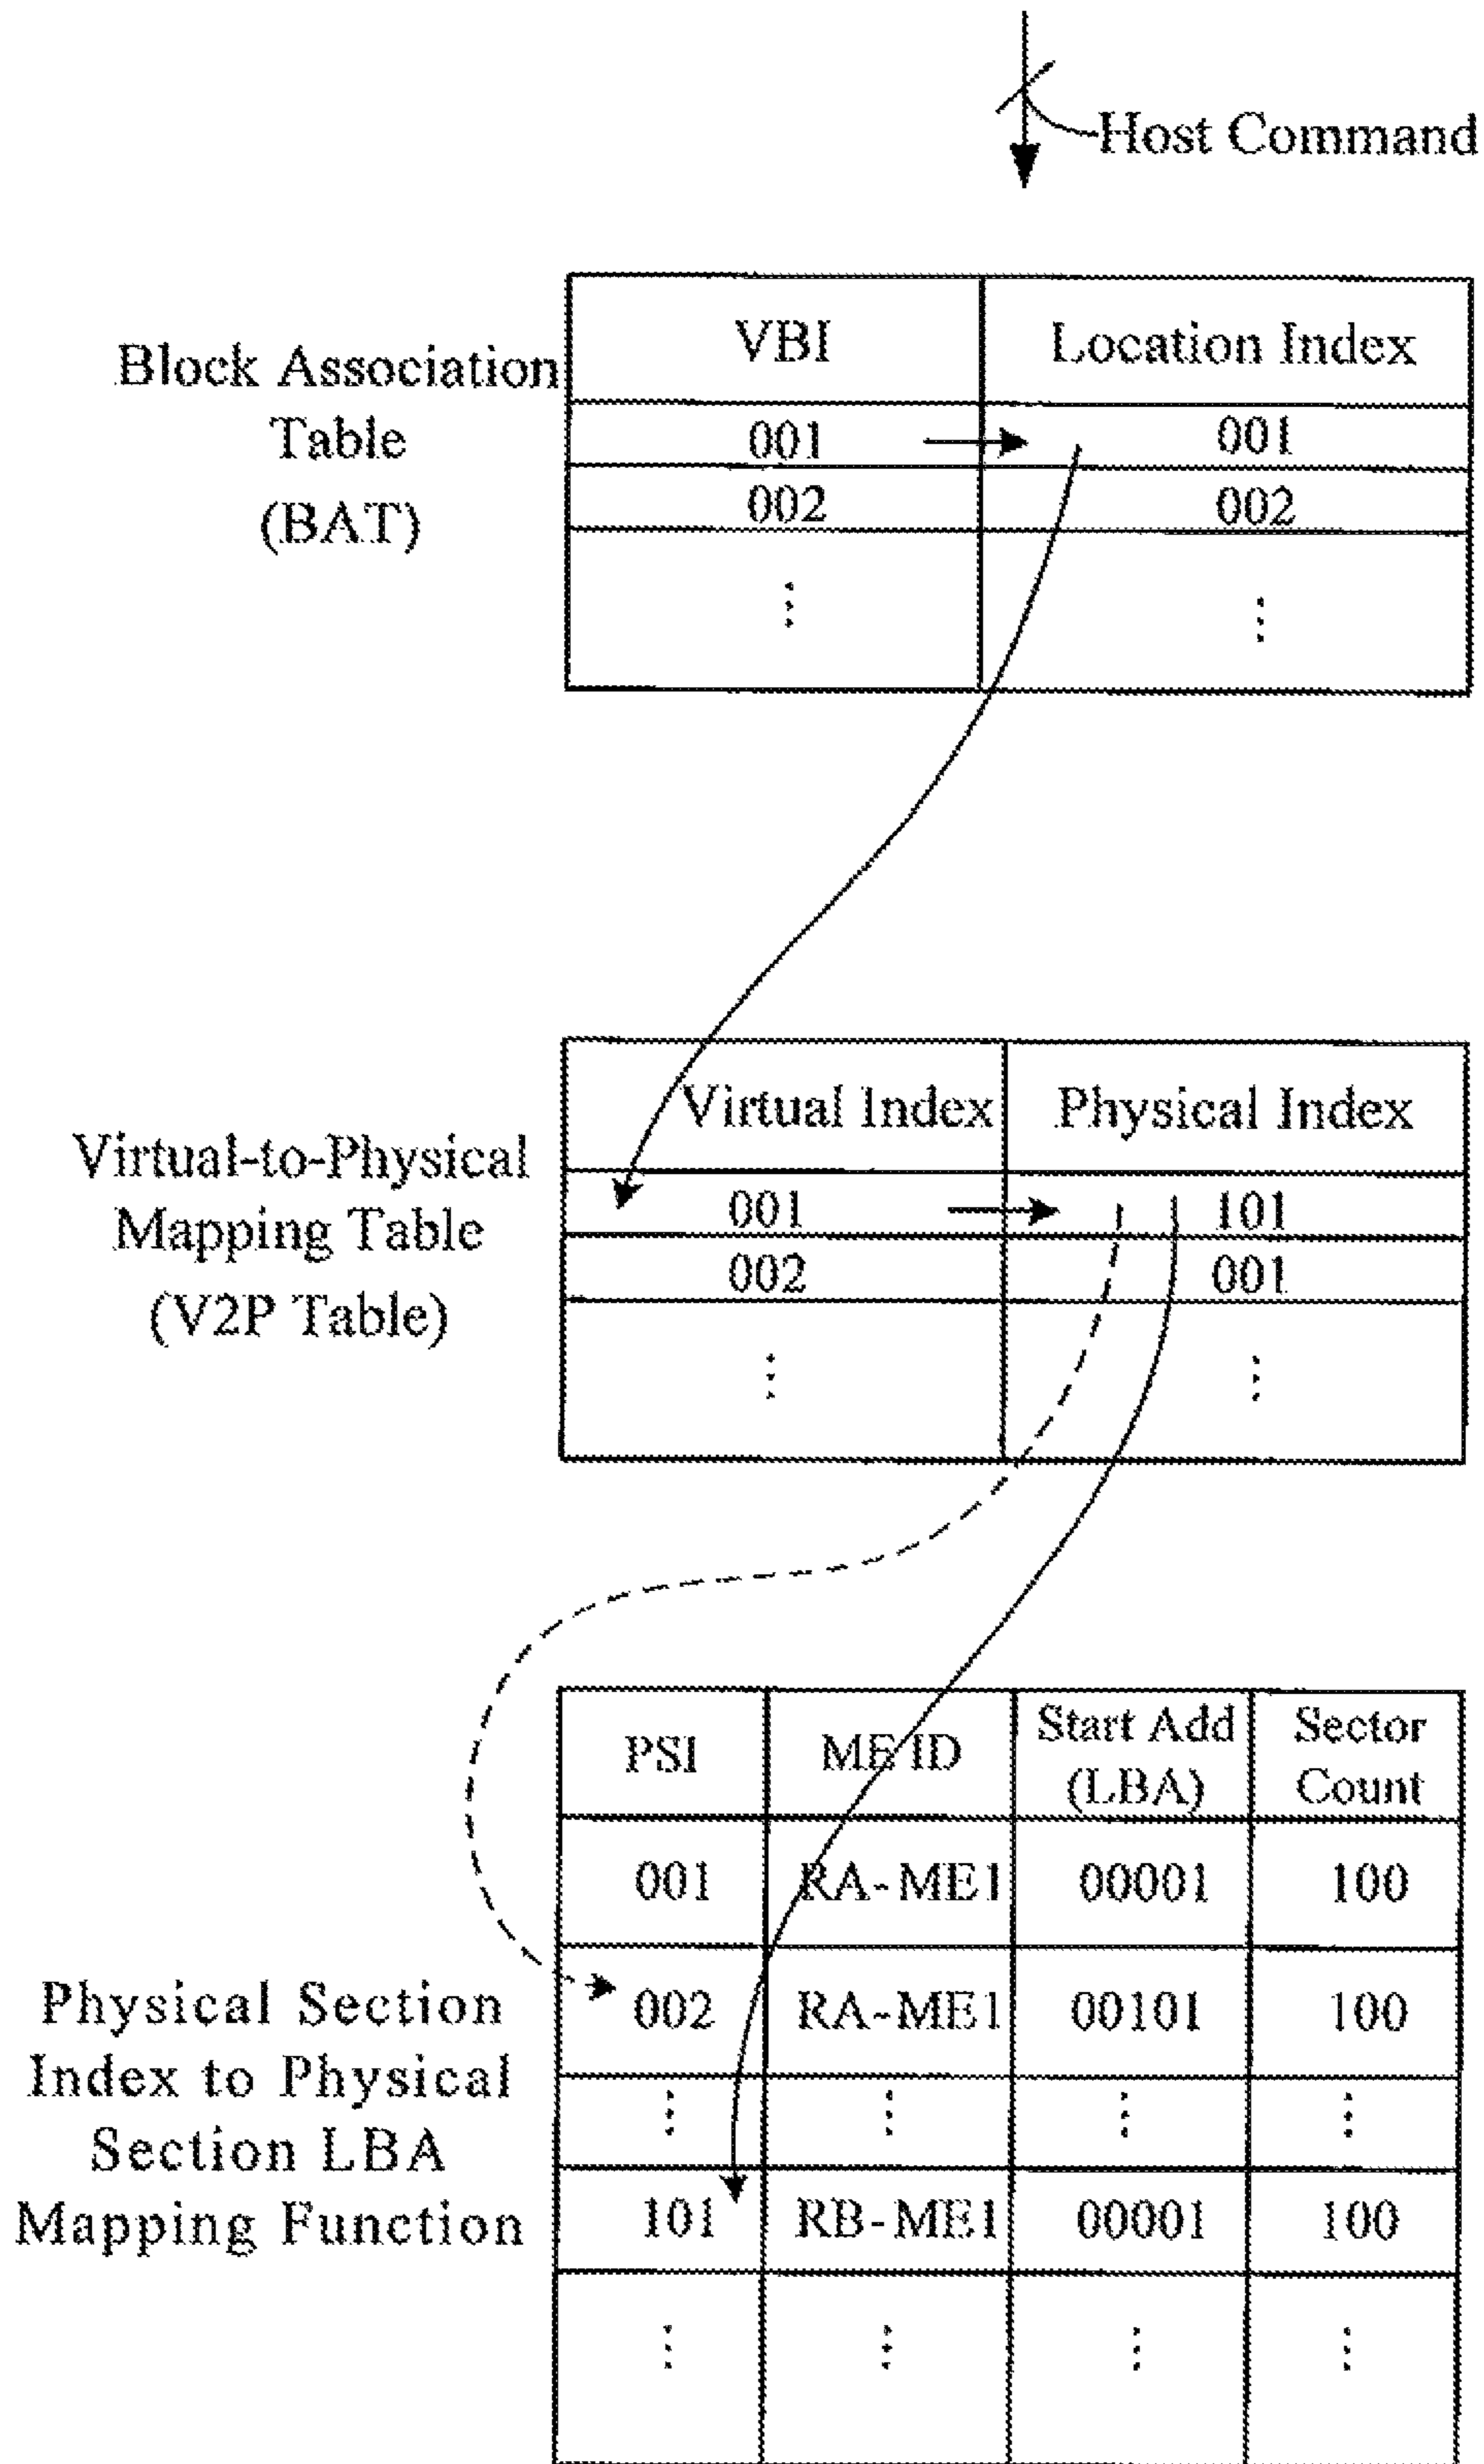 Host Command
Block Association
Table
(BAT)
VBI Location Index
001 001
002 002
⋮ ⋮
Virtual-to-Physical
Mapping Table
(V2P Table)
Virtual Index Physical Index
001 101
002 001
⋮ ⋮
Physical Section
Index to Physical
Section LBA
Mapping Function
PSI ME ID Start Add (LBA) Sector Count
001 RA-ME1 00001 100
002 RA-ME1 00101 100
⋮ ⋮ ⋮ ⋮
101 RB-ME1 00001 100
⋮ ⋮ ⋮ ⋮